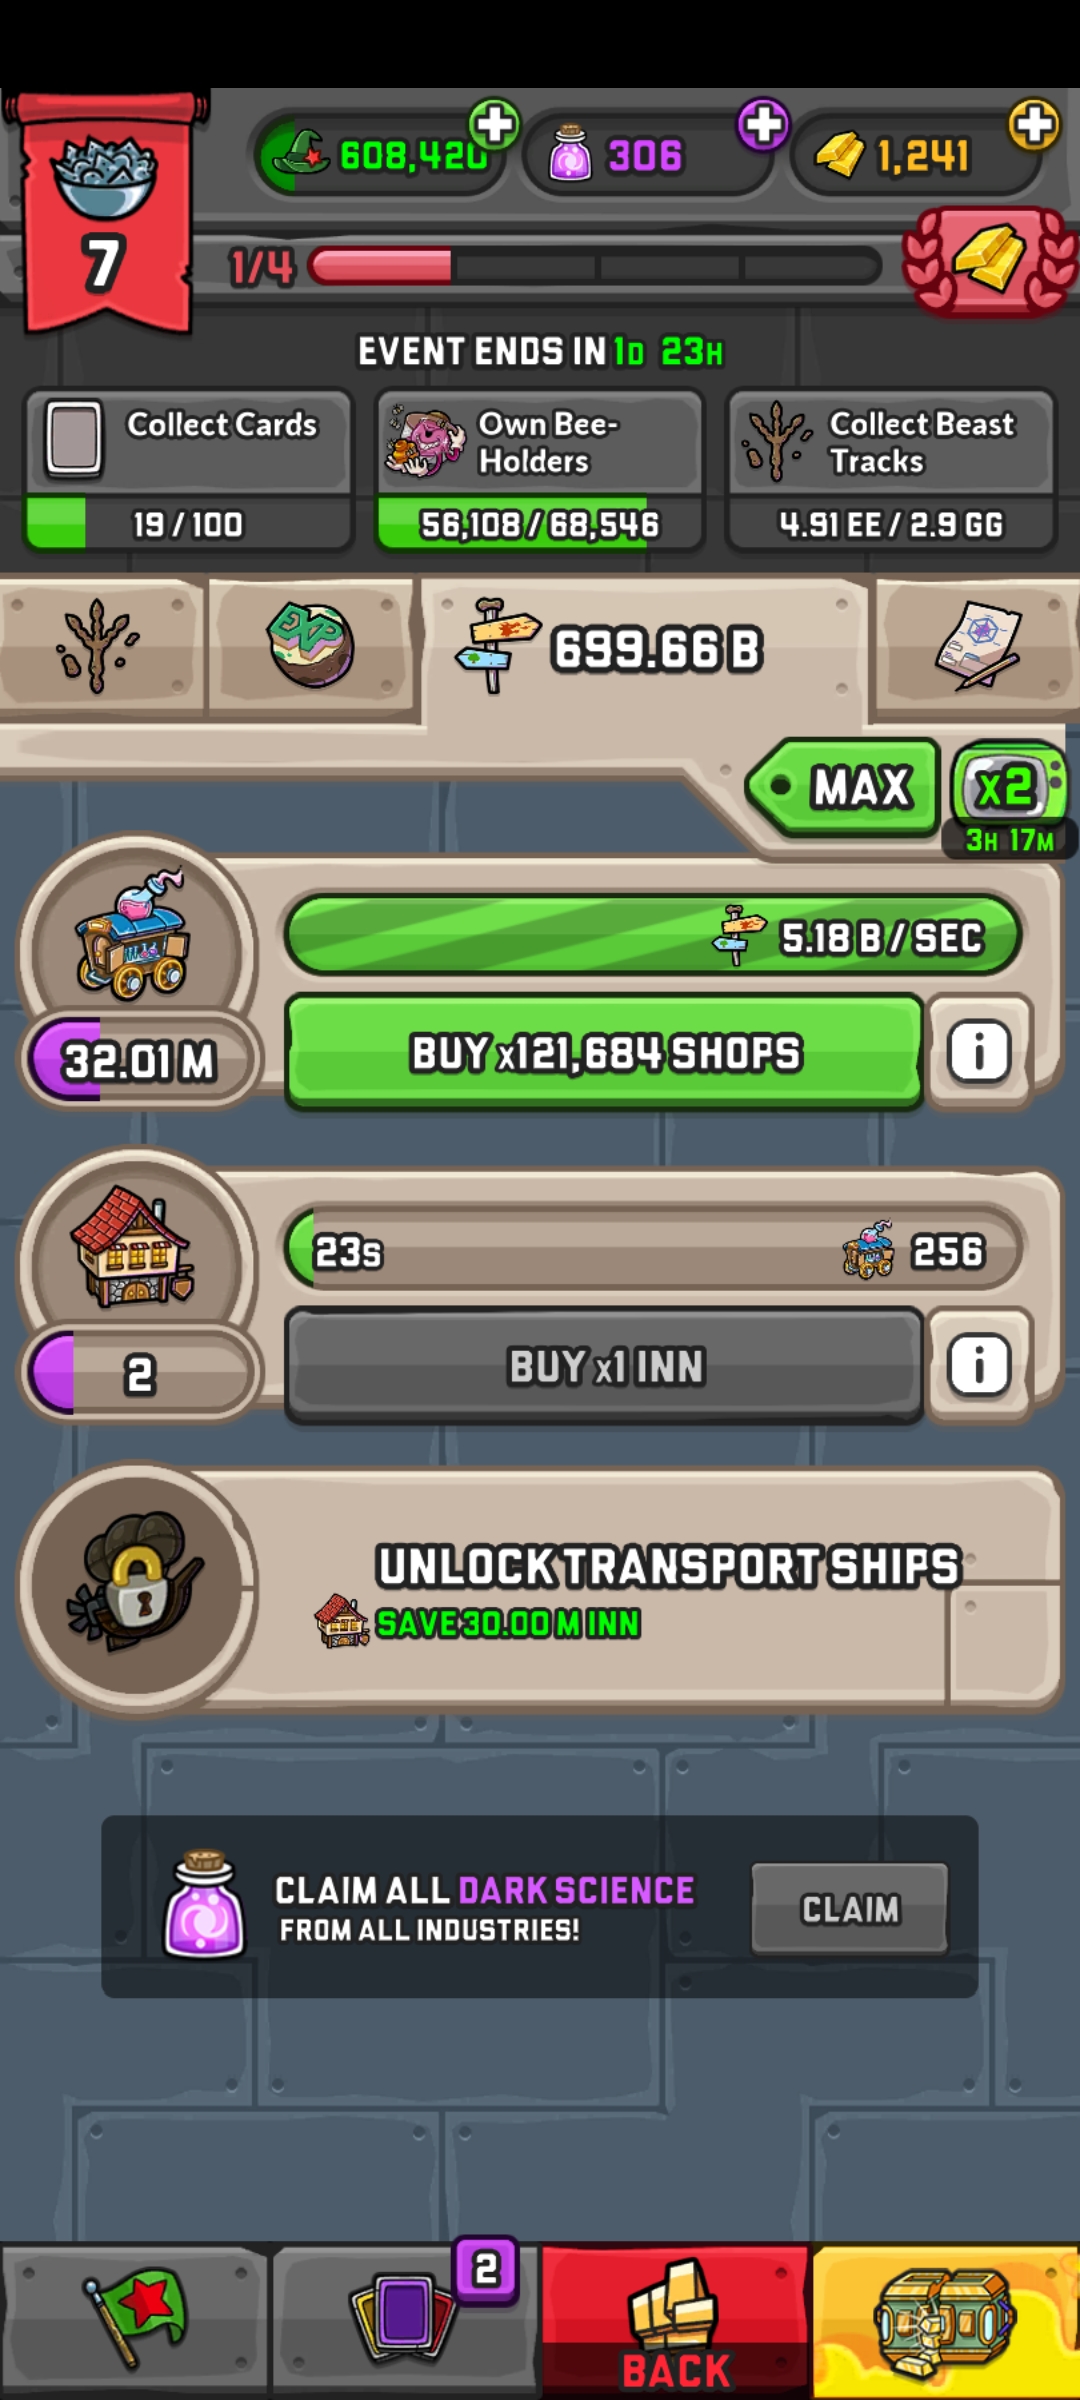 608,420
306
1,241
7
1/4
EVENT ENDS IN 1D 23H
Collect Cards
19 / 100
Own Bee-
Holders
56,108 / 68,546
Collect Beast
Tracks
4.91 EE / 2.9 GG
EXP
699.66 B
MAX
x2
3H 17M
5.18 B / SEC
32.01 M
BUY x121,684 SHOPS
i
23s
256
2
BUY x1 INN
i
UNLOCK TRANSPORT SHIPS
SAVE 30.00 M INN
CLAIM ALL DARK SCIENCE
FROM ALL INDUSTRIES!
CLAIM
2
BACK